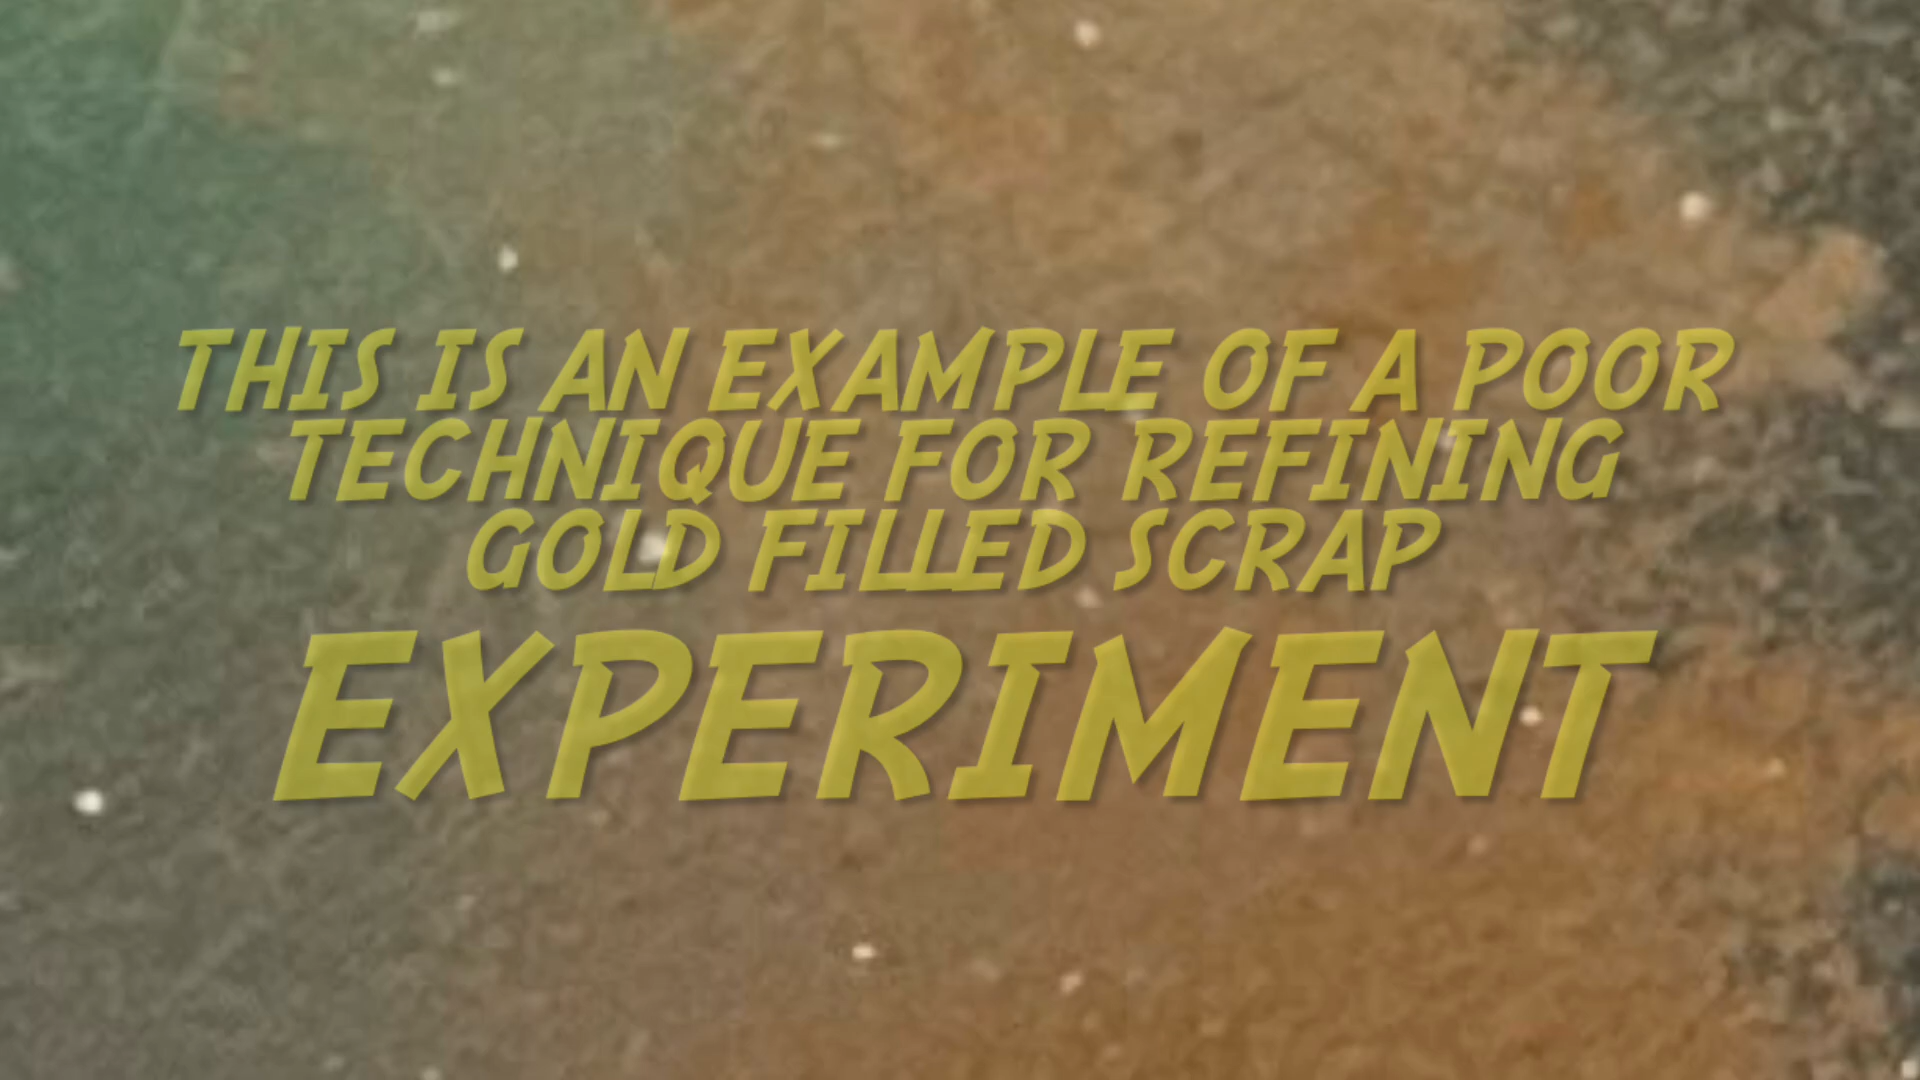 THIS IS AN EXAMPLE OF A POOR
TECHNIQUE FOR REFINING
GOLD FILLED SCRAP
EXPERIMENT